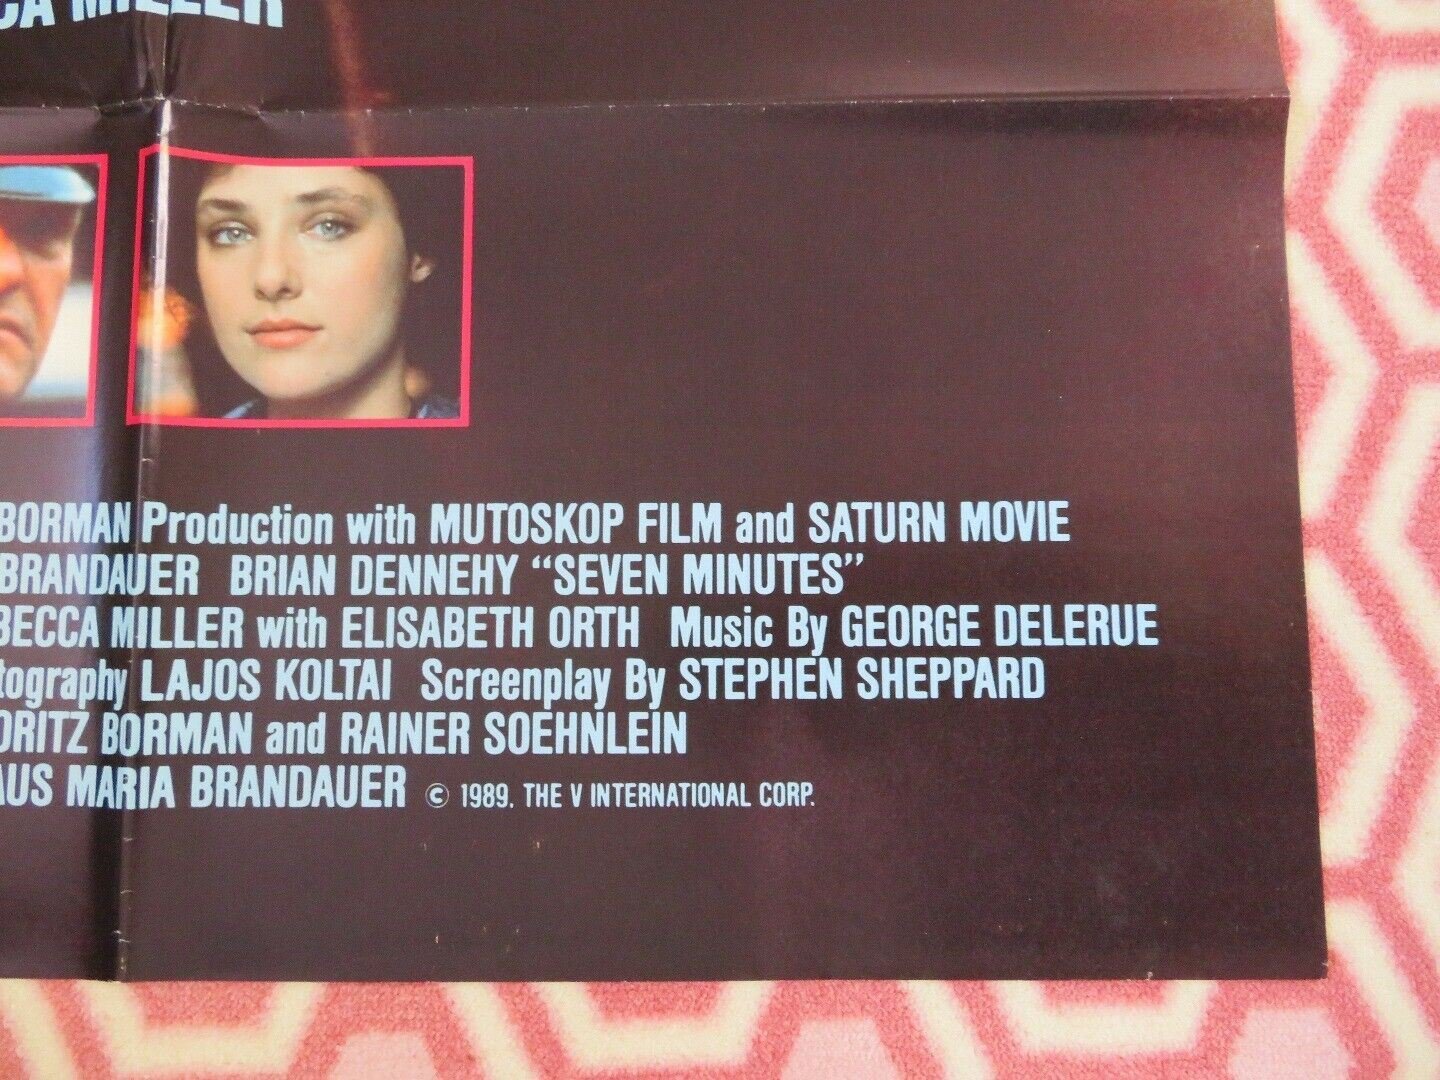 CA MILLER
BORMAN Production with MUTOSKOP FILM and SATURN MOVIE
BRANDAUER BRIAN DENNEHY “SEVEN MINUTES”
BECCA MILLER with ELISABETH ORTH Music By GEORGE DELERUE
tography LAJOS KOLTAI Screenplay By STEPHEN SHEPPARD
ORITZ BORMAN and RAINER SOEHNLEIN
AUS MARIA BRANDAUER © 1989, THE V INTERNATIONAL CORP.